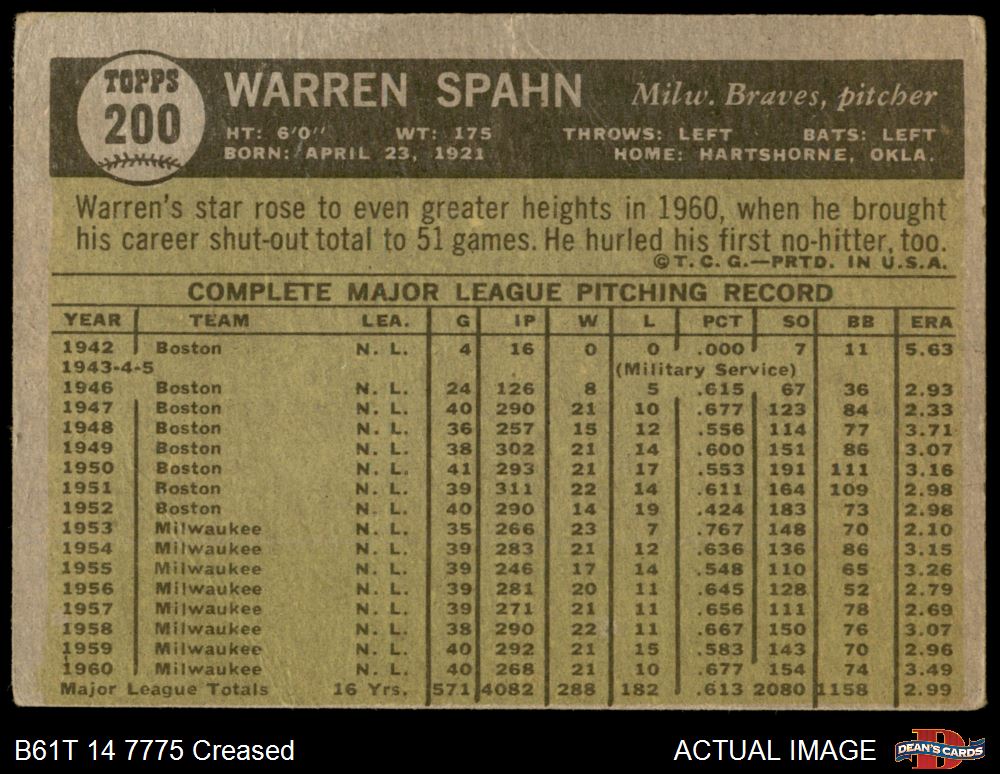 TOPPS
200
WARREN SPAHN Milw. Braves, pitcher
HT: 6'0" WT: 175 THROWS: LEFT BATS: LEFT
BORN: APRIL 23, 1921 HOME: HARTSHORNE, OKLA.
Warren's star rose to even greater heights in 1960, when he brought
his career shut-out total to 51 games. He hurled his first no-hitter, too.
©T.C.G.—PRTD. IN U.S.A.
COMPLETE MAJOR LEAGUE PITCHING RECORD
YEAR TEAM LEA. G IP W L PCT SO BB ERA
1942 Boston N. L. 4 16 0 0 .000 7 11 5.63
1943-4-5 (Military Service)
1946 Boston N. L. 24 126 8 5 .615 67 36 2.93
1947 Boston N. L. 40 290 21 10 .677 123 84 2.33
1948 Boston N. L. 36 257 15 12 .556 114 77 3.71
1949 Boston N. L. 38 302 21 14 .600 151 86 3.07
1950 Boston N. L. 41 293 21 17 .553 191 111 3.16
1951 Boston N. L. 39 311 22 14 .611 164 109 2.98
1952 Boston N. L. 40 290 14 19 .424 183 73 2.98
1953 Milwaukee N. L. 35 266 23 7 .767 148 70 2.10
1954 Milwaukee N. L. 39 283 21 12 .636 136 86 3.15
1955 Milwaukee N. L. 39 246 17 14 .548 110 65 3.26
1956 Milwaukee N. L. 39 281 20 11 .645 128 52 2.79
1957 Milwaukee N. L. 39 271 21 11 .656 111 78 2.69
1958 Milwaukee N. L. 38 290 22 11 .667 150 76 3.07
1959 Milwaukee N. L. 40 292 21 15 .583 143 70 2.96
1960 Milwaukee N. L. 40 268 21 10 .677 154 74 3.49
Major League Totals 16 Yrs. 571 4082 288 182 .613 2080 1158 2.99
B61T 14 7775 Creased ACTUAL IMAGE DEAN'S CARDS